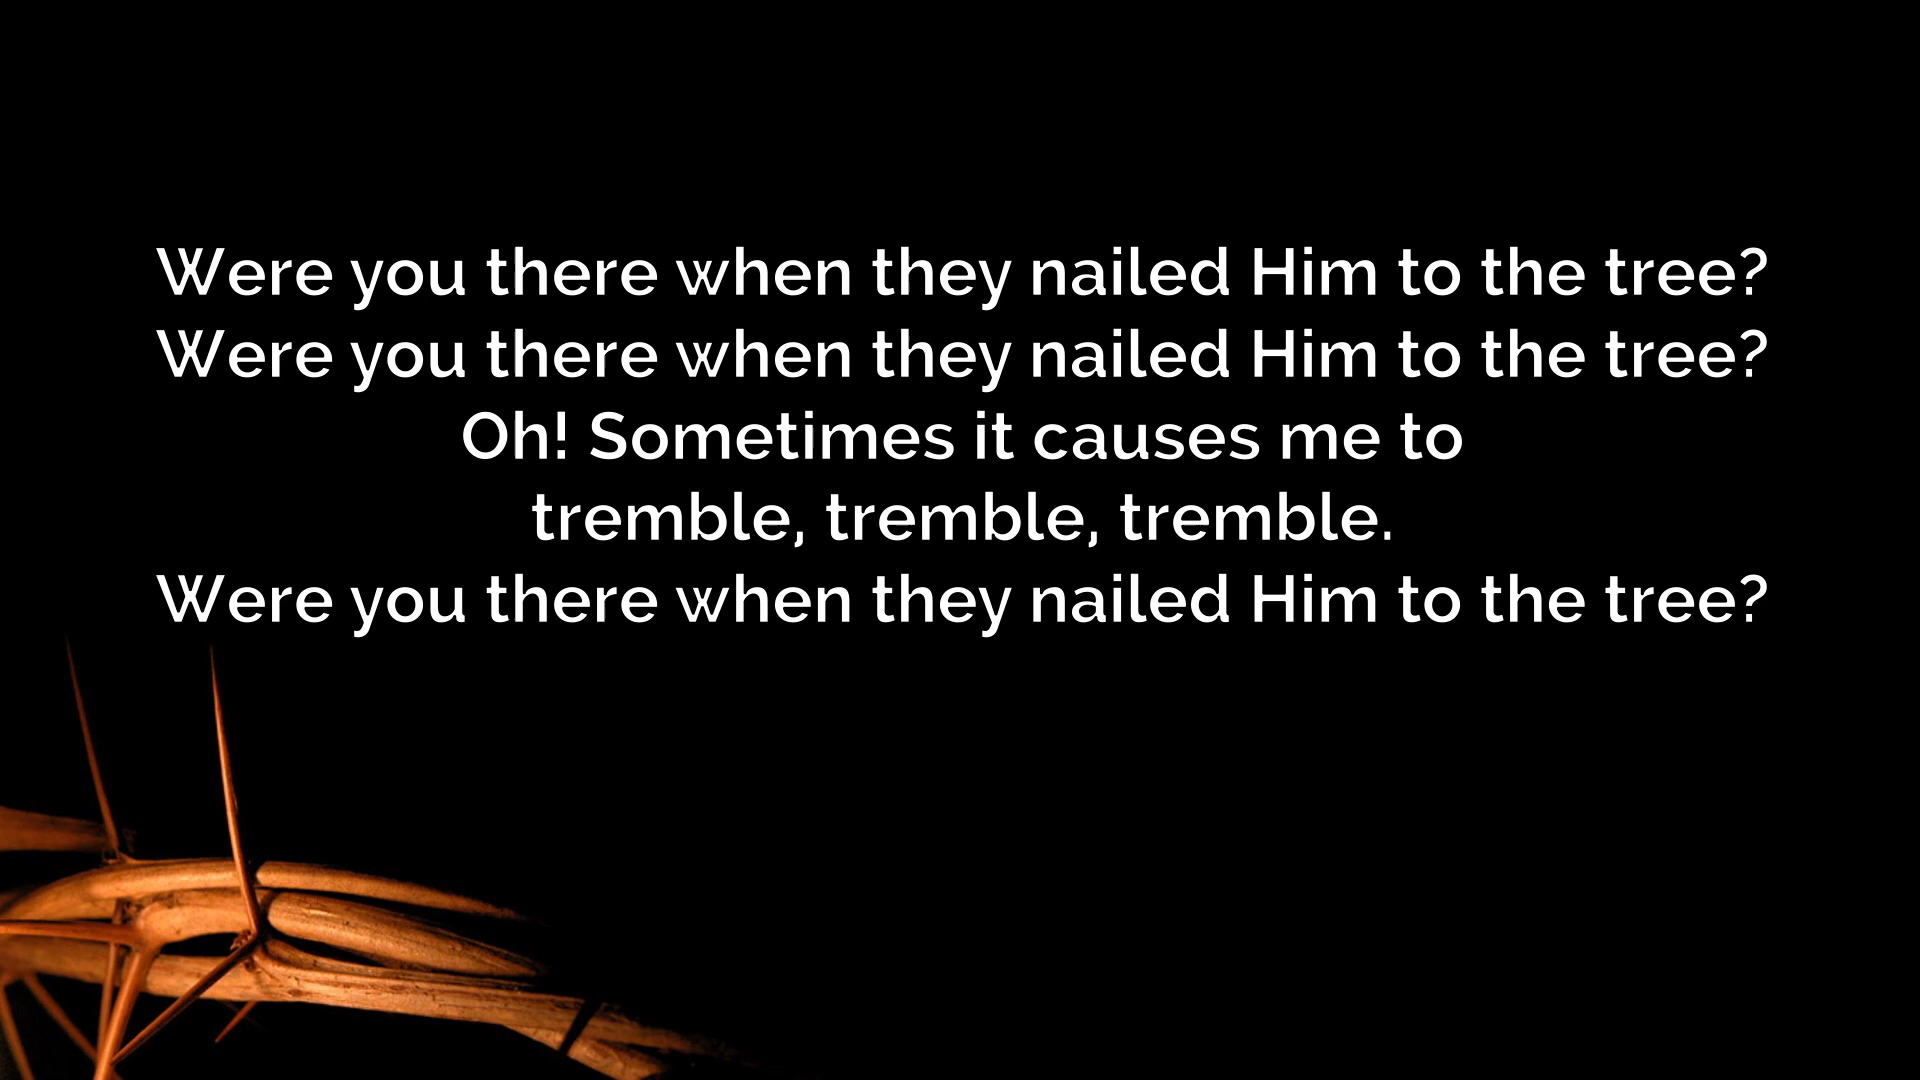 Were you there when they nailed Him to the tree?
Were you there when they nailed Him to the tree?
Oh! Sometimes it causes me to
tremble, tremble, tremble.
Were you there when they nailed Him to the tree?